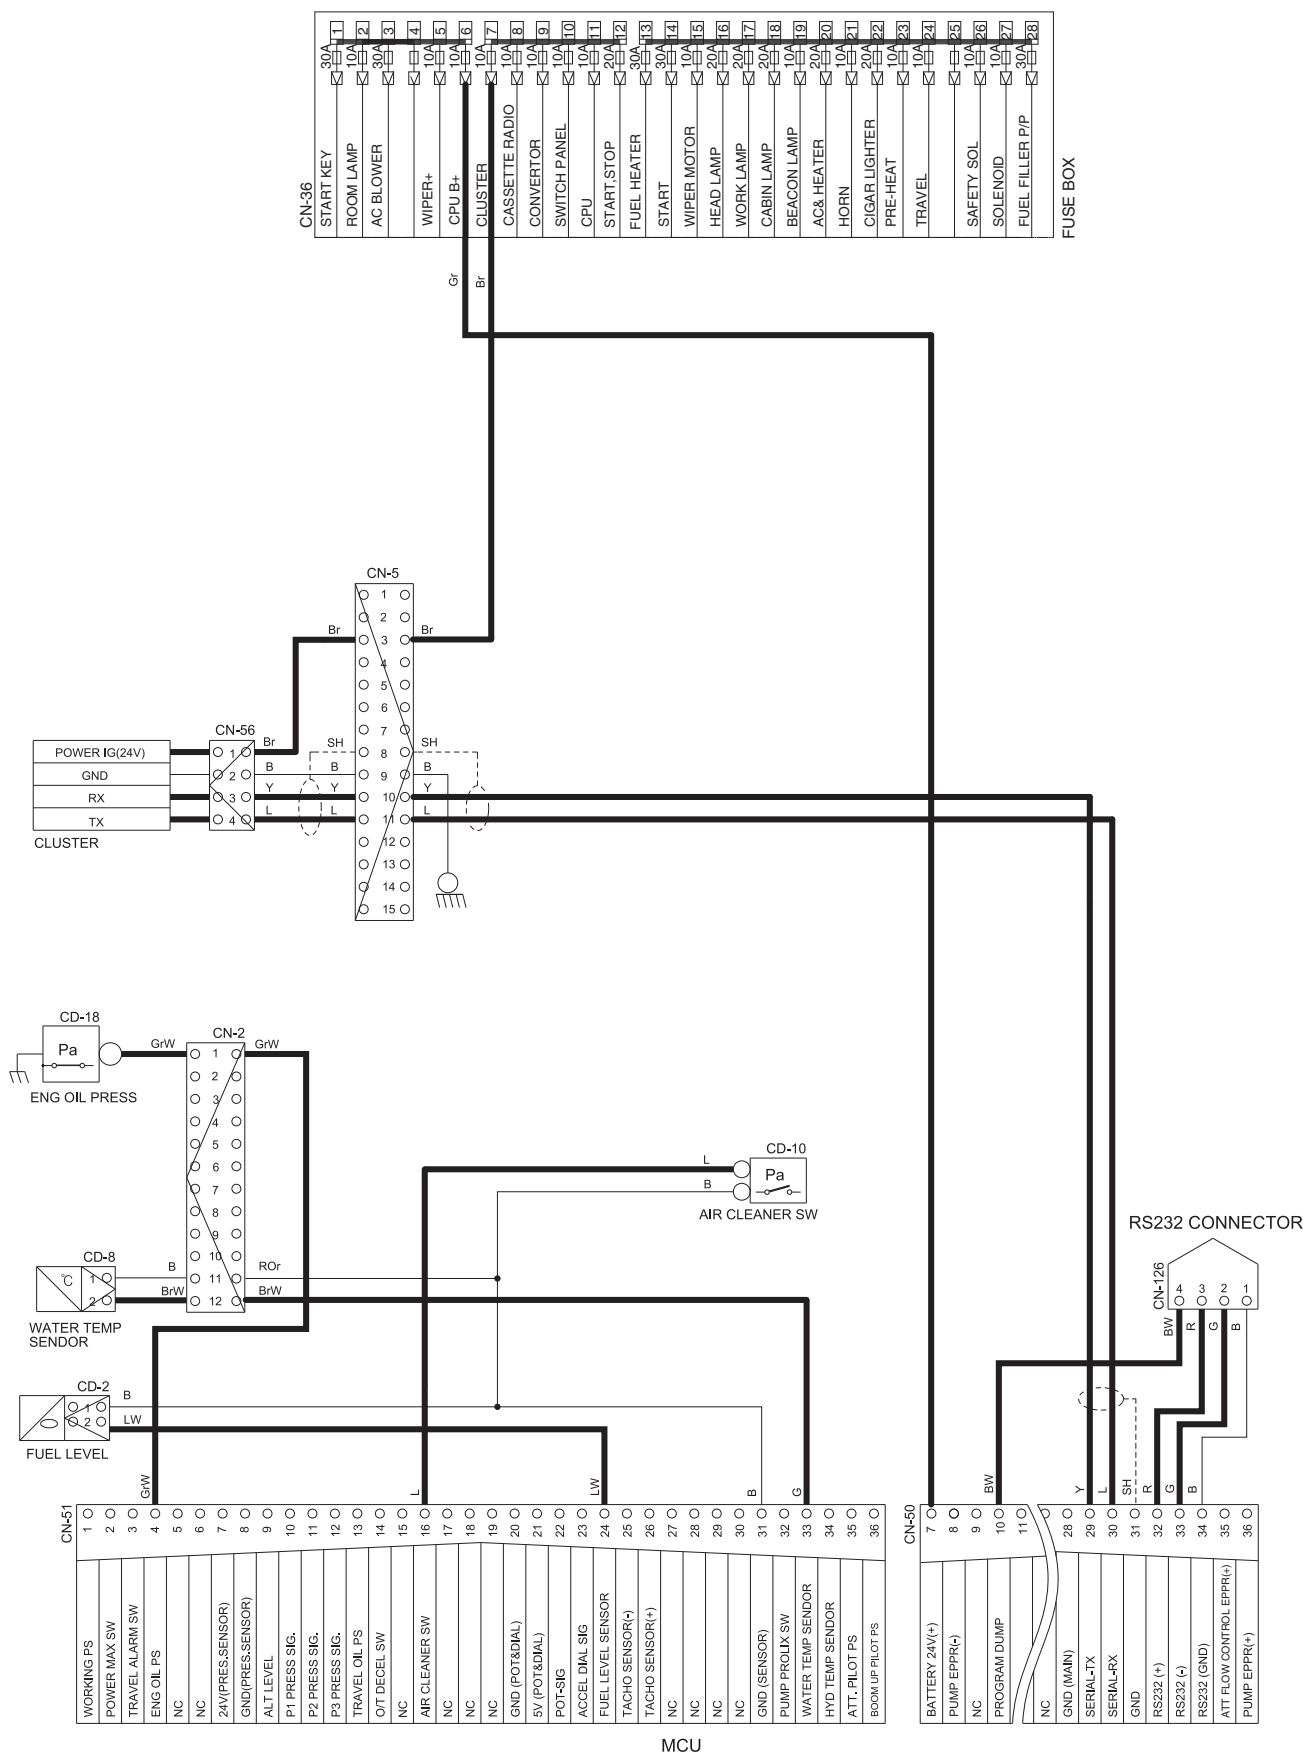 1 2 3 4 5 6 7 8 9 10 11 12 13 14 15 16 17 18 19 20 21 22 23 24 25 26 27 28
30A 10A 30A 10A 10A 10A 10A 10A 10A 10A 20A 30A 30A 10A 20A 20A 10A 10A 20A 10A 20A 10A 10A 10A 10A 30A
CN-36
START KEY
ROOM LAMP
AC BLOWER
WIPER+
CPU B+
CLUSTER
CASSETTE RADIO
CONVERTOR
SWITCH PANEL
CPU
START,STOP
FUEL HEATER
START
WIPER MOTOR
HEAD LAMP
WORK LAMP
CABIN LAMP
BEACON LAMP
AC& HEATER
HORN
CIGAR LIGHTER
PRE-HEAT
TRAVEL
SAFETY SOL
SOLENOID
FUEL FILLER P/P
FUSE BOX
Gr
Br
CN-5
1
2
Br 3 Br
4
5
6
7
SH 8 SH
B B 9 B
Y Y 10 Y
L L 11 L
12
13
14
15
CN-56
POWER IG(24V) 1 Br
GND 2
RX 3
TX 4
CLUSTER
CD-18
Pa
ENG OIL PRESS
CN-2
GrW 1 GrW
2
3
4
5
6
7
8
9
10
B 11 ROr
BrW 12 BrW
CD-8
°C 1
2
WATER TEMP
SENDOR
CD-10
L
Pa
B
AIR CLEANER SW
RS232 CONNECTOR
CN-126
4 3 2 1
BW R G B
CD-2
1 B
2 LW
FUEL LEVEL
GrW L LW B G
BW Y L SH R G B
CN-51
1 2 3 4 5 6 7 8 9 10 11 12 13 14 15 16 17 18 19 20 21 22 23 24 25 26 27 28 29 30 31 32 33 34 35 36
WORKING PS
POWER MAX SW
TRAVEL ALARM SW
ENG OIL PS
NC
NC
24V(PRES.SENSOR)
GND(PRES.SENSOR)
ALT LEVEL
P1 PRESS SIG.
P2 PRESS SIG.
P3 PRESS SIG.
TRAVEL OIL PS
O/T DECEL SW
NC
AIR CLEANER SW
NC
NC
NC
GND (POT&DIAL)
5V (POT&DIAL)
POT-SIG
ACCEL DIAL SIG
FUEL LEVEL SENSOR
TACHO SENSOR(-)
TACHO SENSOR(+)
NC
NC
NC
NC
GND (SENSOR)
PUMP PROLIX SW
WATER TEMP SENDOR
HYD TEMP SENDOR
ATT. PILOT PS
BOOM UP PILOT PS
CN-50
7 8 9 10 11 28 29 30 31 32 33 34 35 36
BATTERY 24V(+)
PUMP EPPR(-)
NC
PROGRAM DUMP
NC
GND (MAIN)
SERIAL-TX
SERIAL-RX
GND
RS232 (+)
RS232 (-)
RS232 (GND)
ATT FLOW CONTROL EPPR(+)
PUMP EPPR(+)
MCU